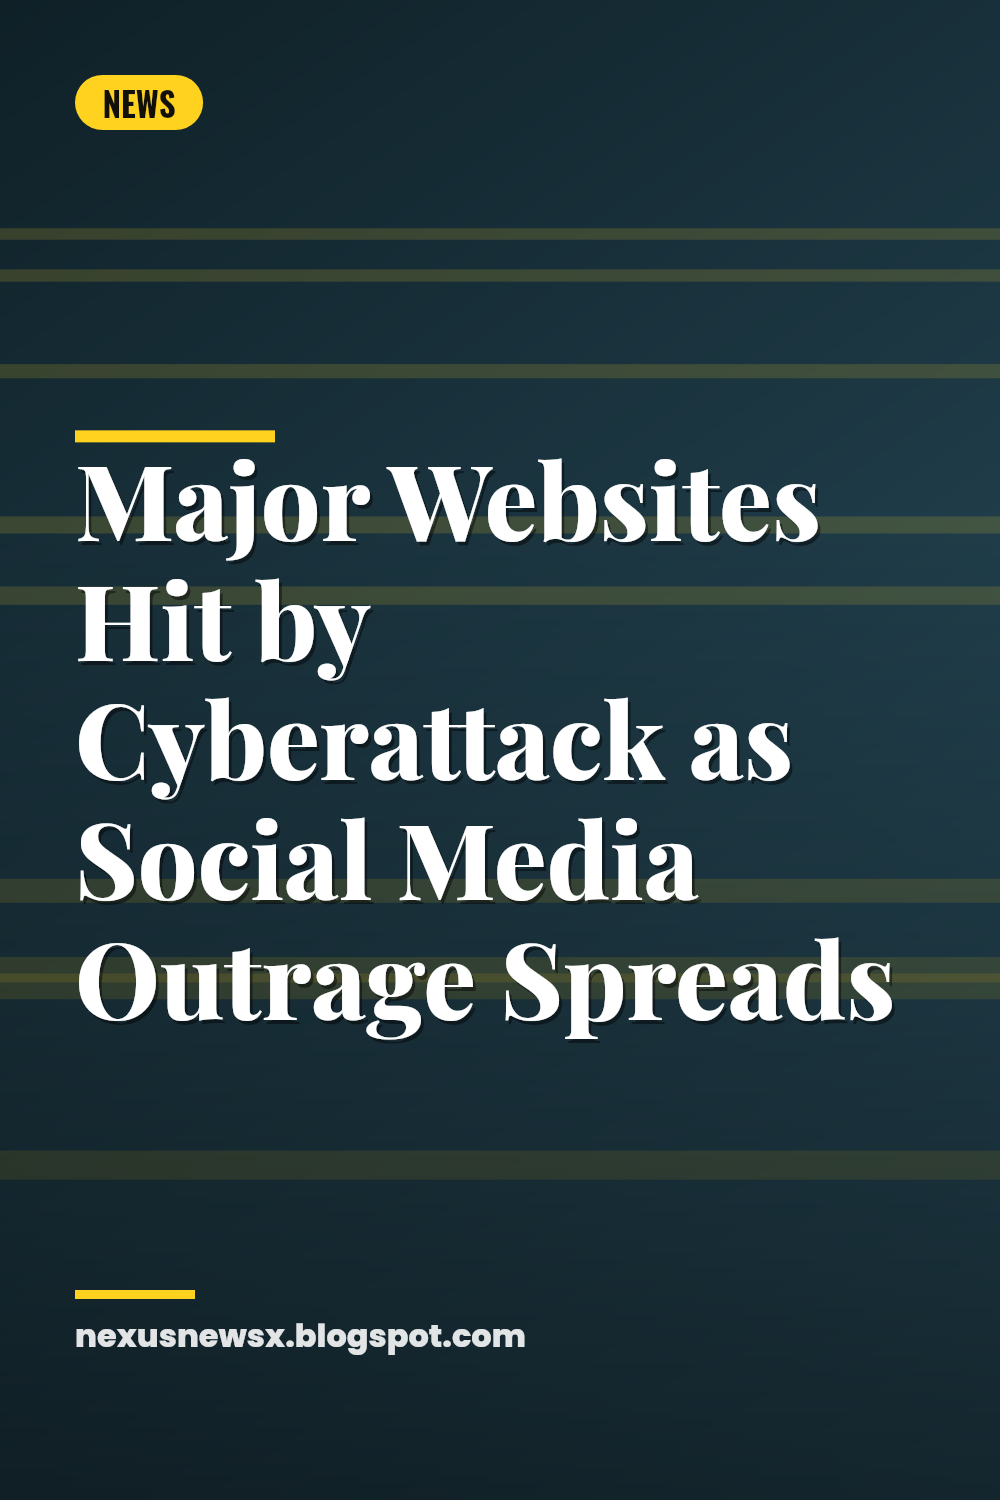 NEWS
Major Websites
Hit by
Cyberattack as
Social Media
Outrage Spreads
nexusnewsx.blogspot.com